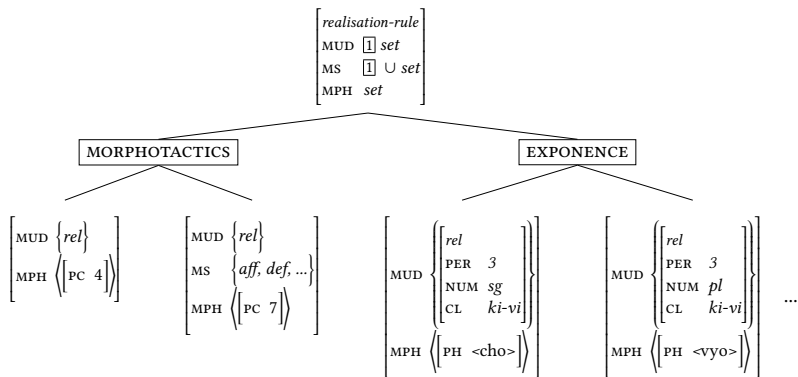 realisation-rule
MUD 1 set
MS 1 ∪ set
MPH set
MORPHOTACTICS
EXPONENCE
MUD {rel}
MPH ⟨[PC 4]⟩
MUD {rel}
MS {aff, def, ...}
MPH ⟨[PC 7]⟩
MUD {[rel
PER 3
NUM sg
CL ki-vi]}
MPH ⟨[PH <cho>]⟩
MUD {[rel
PER 3
NUM pl
CL ki-vi]}
MPH ⟨[PH <vyo>]⟩
...